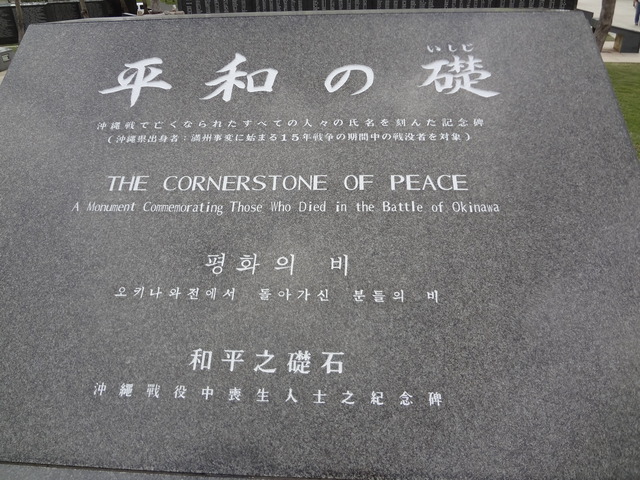 いしじ
平和の礎
沖縄戦で亡くなられたすべての人々の氏名を刻んだ記念碑
(沖縄県出身者:満州事変に始まる15年戦争の期間中の戦没者を対象)
THE CORNERSTONE OF PEACE
A Monument Commemorating Those Who Died in the Battle of Okinawa
평화의 비
오키나와전에서 돌아가신 분들의 비
和平之礎石
沖繩戰役中喪生人士之紀念碑